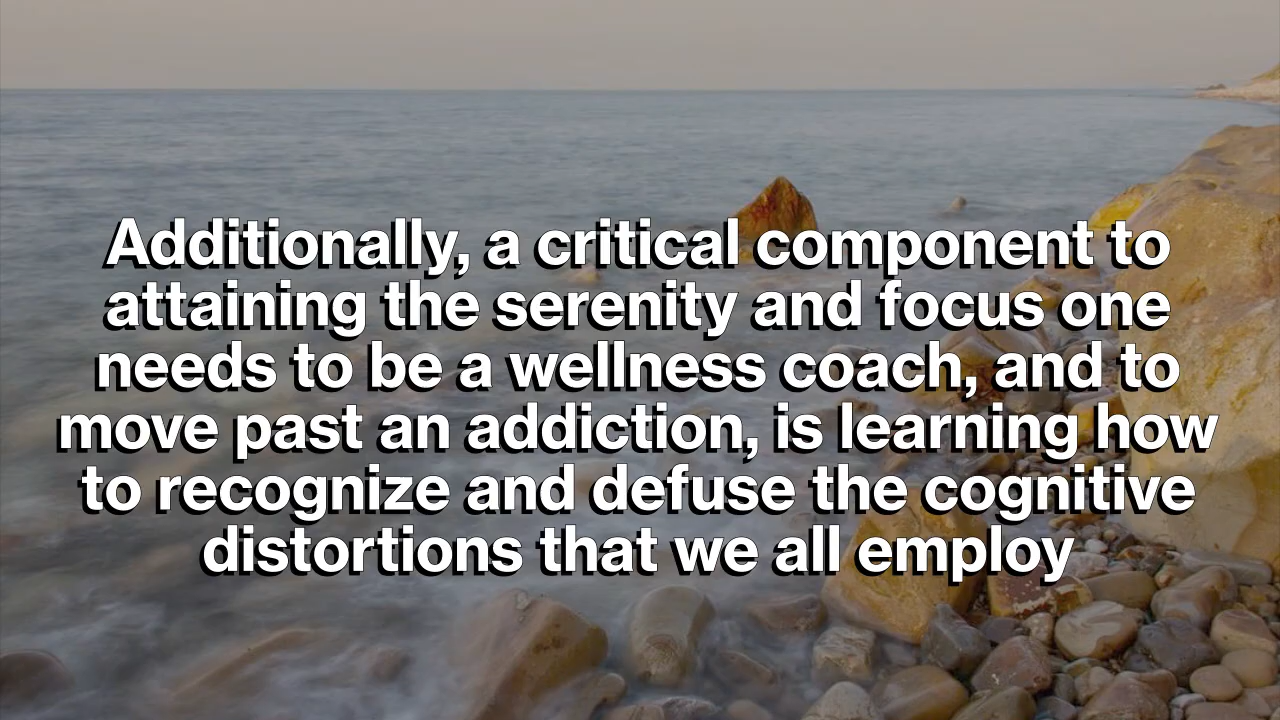 Additionally, a critical component to
attaining the serenity and focus one
needs to be a wellness coach, and to
move past an addiction, is learning how
to recognize and defuse the cognitive
distortions that we all employ